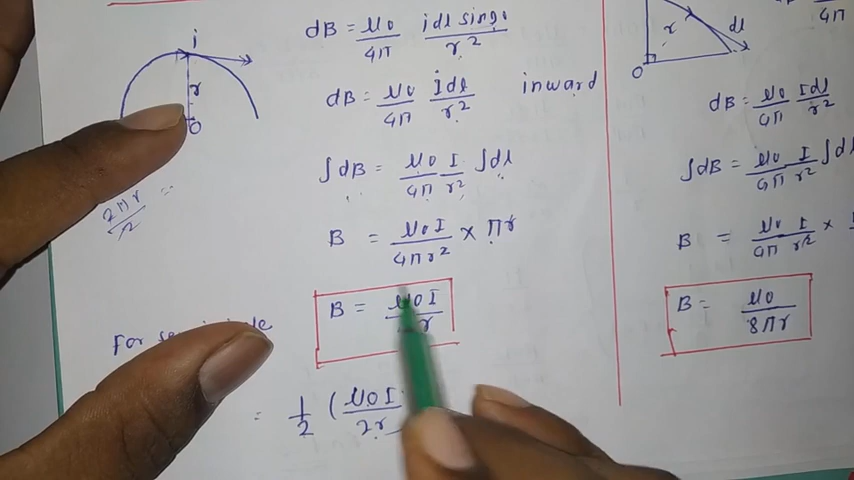 i
r
O
2πr/2 =
dB = μ0/4π idl sin90/r²
dB = μ0/4π Idl/r² inward
∫dB = μ0/4π I/r² ∫dl
B = μ0I/4πr² × πr
B = μ0I/ r
For
= 1/2 (μ0I/2r
r dl
O
4π
dB = μ0/4π Idl/r²
∫dB = μ0/4π I/r² ∫dl
B = μ0/4π I/r² ×
B = μ0/8πr